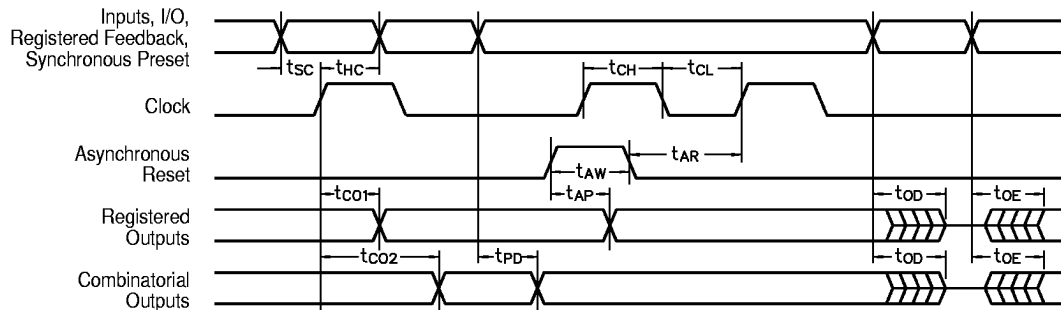 Inputs, I/O,
Registered Feedback,
Synchronous Preset
tSC
tHC
Clock
tCH
tCL
Asynchronous
Reset
tAR
tAW
tAP
Registered
Outputs
tCO1
tOD
tOE
Combinatorial
Outputs
tCO2
tPD
tOD
tOE